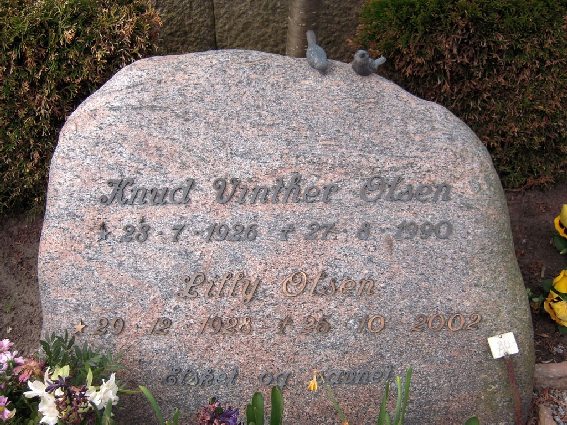 Knud Vinther Olsen
* 23 · 7 · 1926 † 27 · 8 · 1990
Lilly Olsen
* 29 · 12 · 1928 † 25 · 10 · 2002
Elsket og savnet